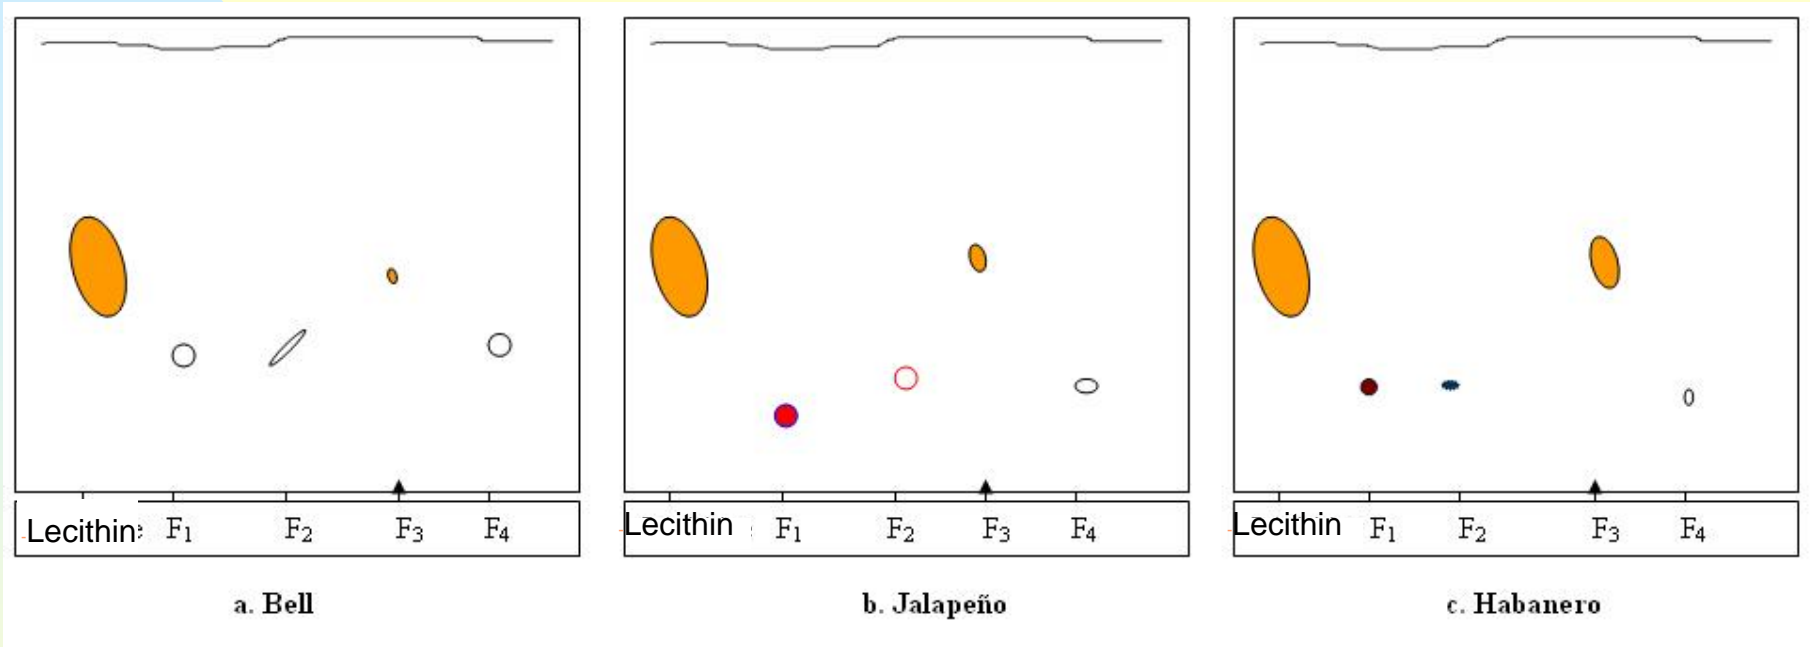 Lecithin F₁ F₂ F₃ F₄
a. Bell
Lecithin F₁ F₂ F₃ F₄
b. Jalapeño
Lecithin F₁ F₂ F₃ F₄
c. Habanero